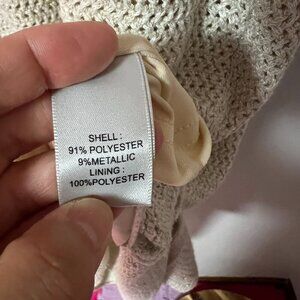 SHELL :
91% POLYESTER
9%METALLIC
LINING :
100%POLYESTER